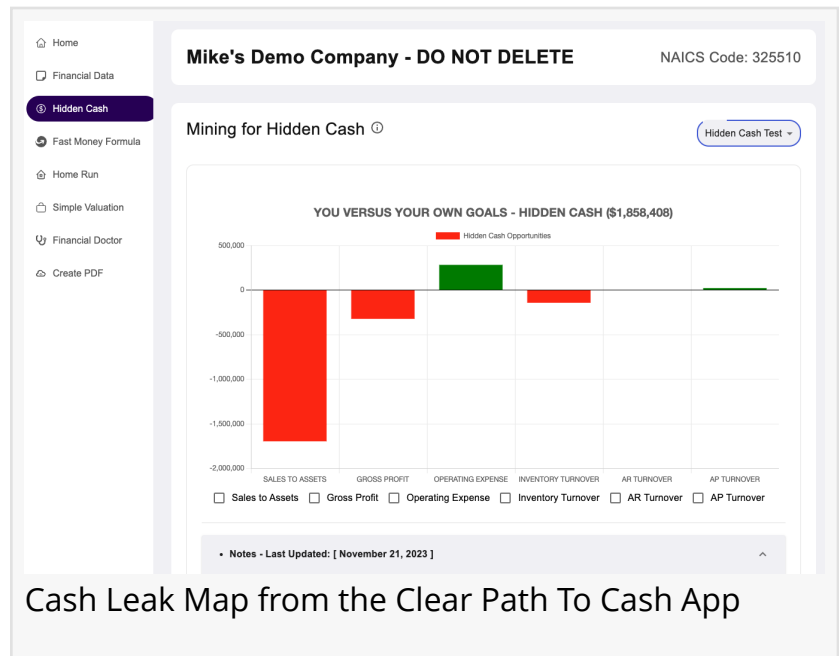 Home
Financial Data
Hidden Cash
Fast Money Formula
Home Run
Simple Valuation
Financial Doctor
Create PDF
Mike's Demo Company - DO NOT DELETE NAICS Code: 325510
Mining for Hidden Cash Hidden Cash Test
YOU VERSUS YOUR OWN GOALS - HIDDEN CASH ($1,858,408)
Hidden Cash Opportunities
500,000
0
-500,000
-1,000,000
-1,500,000
-2,000,000
SALES TO ASSETS GROSS PROFIT OPERATING EXPENSE INVENTORY TURNOVER AR TURNOVER AP TURNOVER
Sales to Assets Gross Profit Operating Expense Inventory Turnover AR Turnover AP Turnover
• Notes - Last Updated: [ November 21, 2023 ]
Cash Leak Map from the Clear Path To Cash App